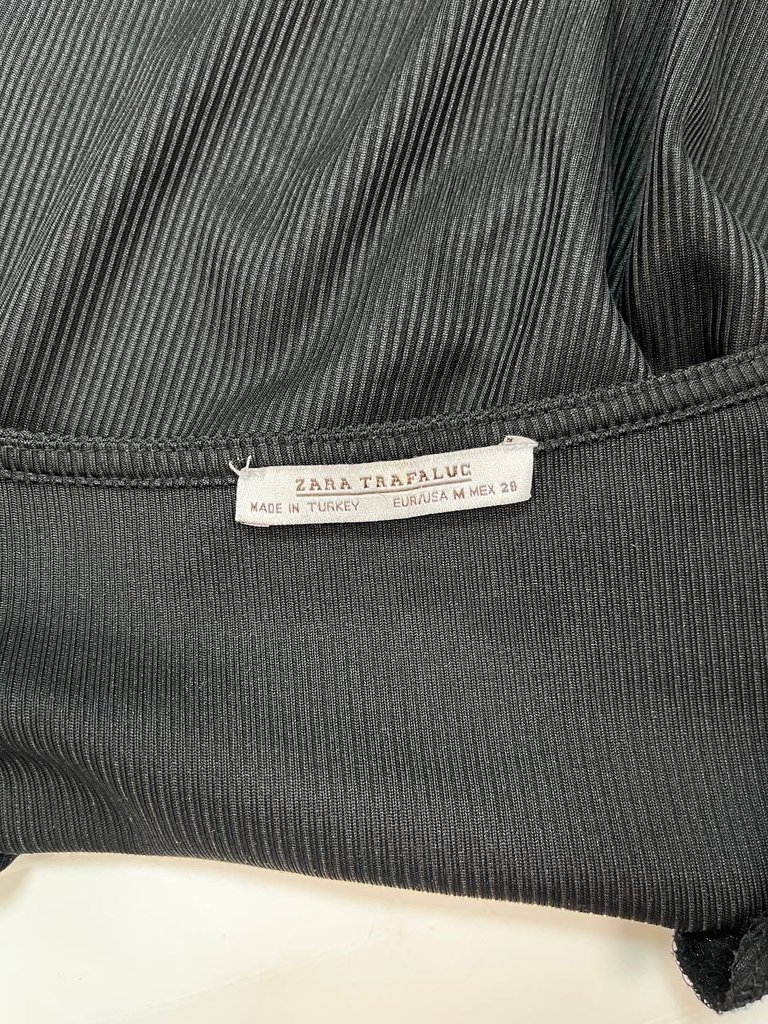 ZARA TRAFALUC
MADE IN TURKEY EUR/USA M MEX 28